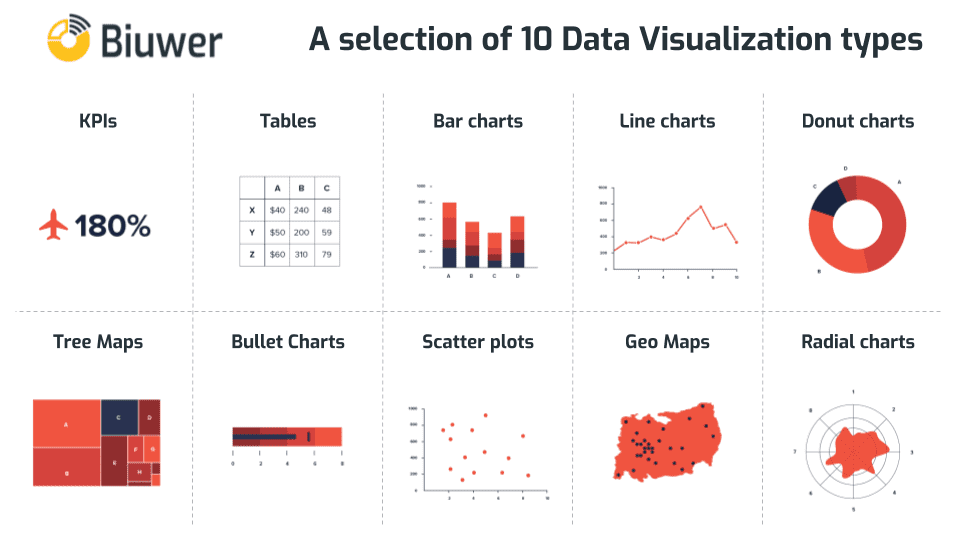 Biuwer
A selection of 10 Data Visualization types
KPIs
Tables
Bar charts
Line charts
Donut charts
180%
A B C
X $40 240 48
Y $50 200 59
Z $60 310 79
1000
800
600
400
200
0
A B C D
1000
800
600
400
200
0
2 4 6 8 10
D
A
C
B
Tree Maps
Bullet Charts
Scatter plots
Geo Maps
Radial charts
A
C
D
B
E
F
G
H
0 2 4 6 8
1000
800
600
400
200
0
2 4 6 8 10
1
8 2
7 3
6 4
5